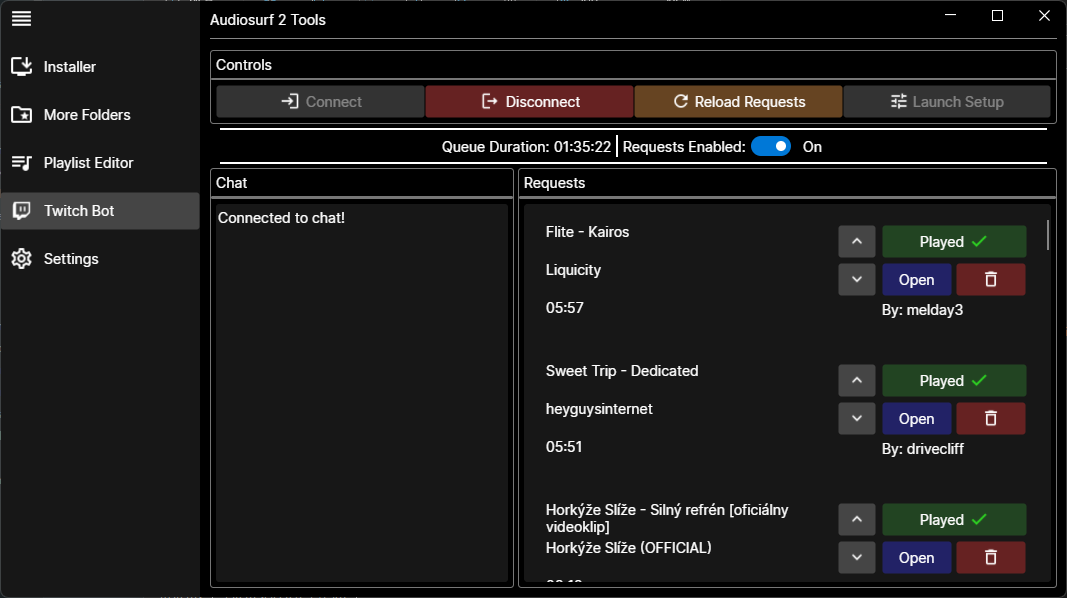 Audiosurf 2 Tools
Installer
More Folders
Playlist Editor
Twitch Bot
Settings
Controls
Connect
Disconnect
Reload Requests
Launch Setup
Queue Duration: 01:35:22
Requests Enabled:
On
Chat
Connected to chat!
Requests
Flite - Kairos
Liquicity
05:57
Played
Open
By: melday3
Sweet Trip - Dedicated
heyguysinternet
05:51
Played
Open
By: drivecliff
Horkýže Slíže - Silný refrén [oficiálny
videoklip]
Horkýže Slíže (OFFICIAL)
Played
Open